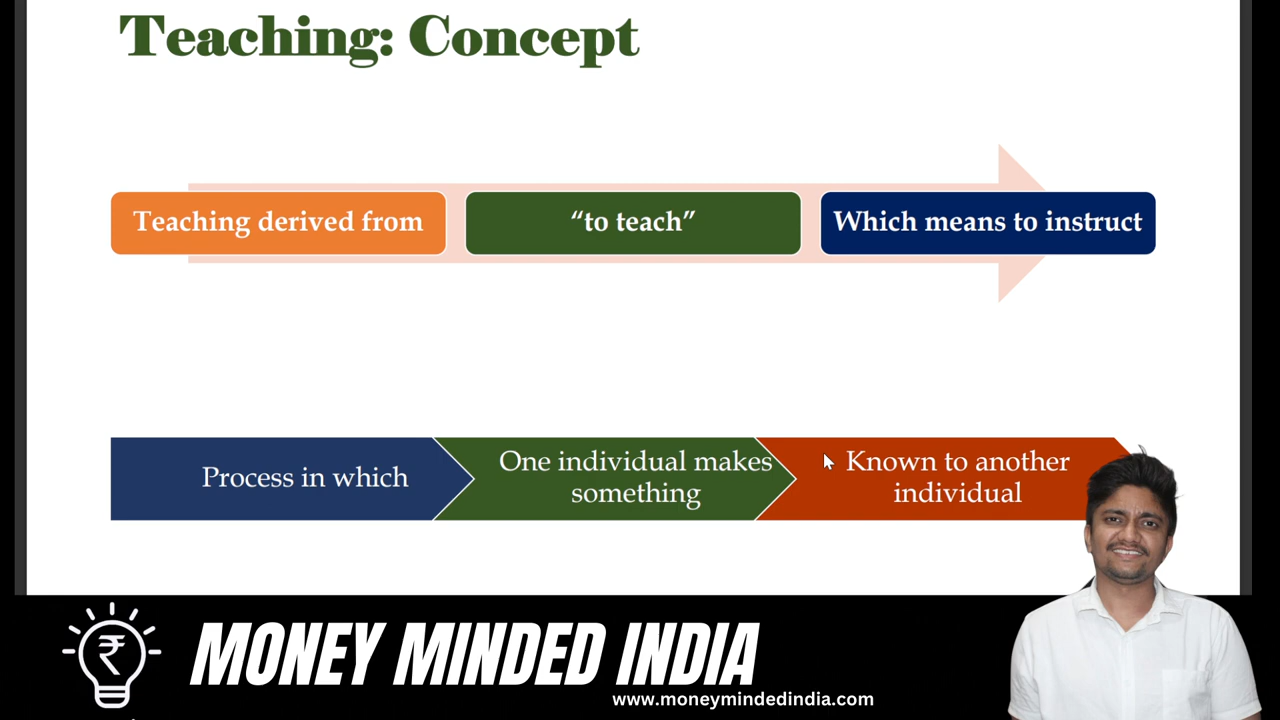 Teaching: Concept
Teaching derived from
“to teach”
Which means to instruct
Process in which
One individual makes
something
Known to another
individual
₹
MONEY MINDED INDIA
www.moneymindedindia.com